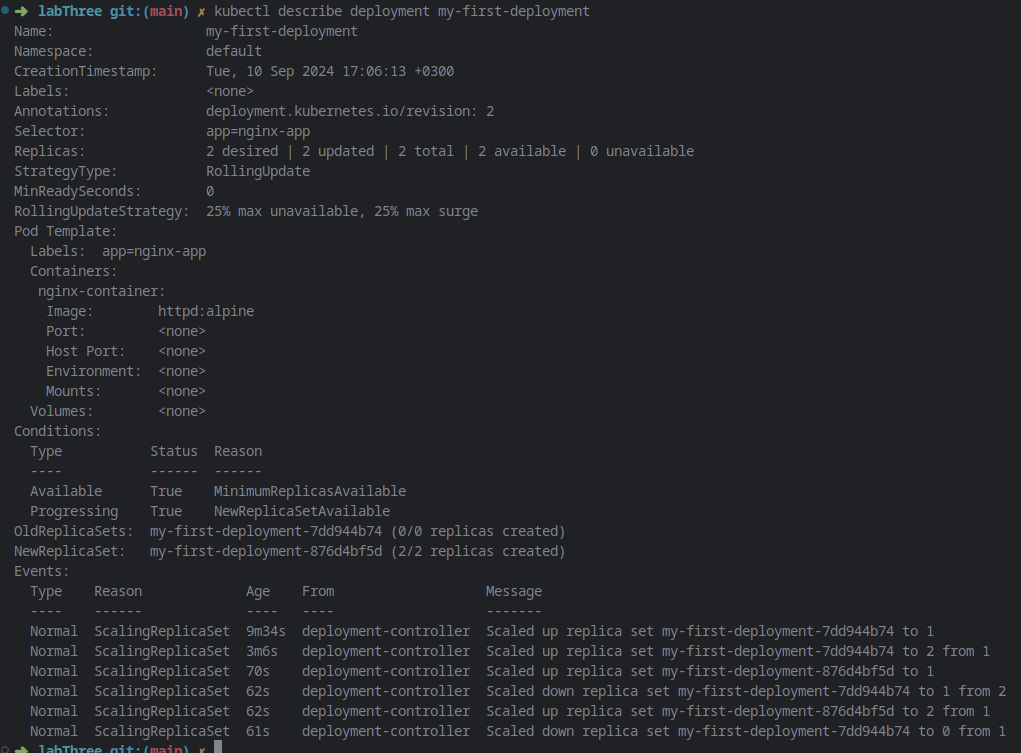 ➜ labThree git:(main) ✗ kubectl describe deployment my-first-deployment
Name:                   my-first-deployment
Namespace:              default
CreationTimestamp:      Tue, 10 Sep 2024 17:06:13 +0300
Labels:                 <none>
Annotations:            deployment.kubernetes.io/revision: 2
Selector:               app=nginx-app
Replicas:               2 desired | 2 updated | 2 total | 2 available | 0 unavailable
StrategyType:           RollingUpdate
MinReadySeconds:        0
RollingUpdateStrategy:  25% max unavailable, 25% max surge
Pod Template:
  Labels:  app=nginx-app
  Containers:
   nginx-container:
    Image:        httpd:alpine
    Port:         <none>
    Host Port:    <none>
    Environment:  <none>
    Mounts:       <none>
  Volumes:        <none>
Conditions:
  Type           Status  Reason
  ----           ------  ------
  Available      True    MinimumReplicasAvailable
  Progressing    True    NewReplicaSetAvailable
OldReplicaSets:  my-first-deployment-7dd944b74 (0/0 replicas created)
NewReplicaSet:   my-first-deployment-876d4bf5d (2/2 replicas created)
Events:
  Type    Reason             Age    From                   Message
  ----    ------             ----   ----                   -------
  Normal  ScalingReplicaSet  9m34s  deployment-controller  Scaled up replica set my-first-deployment-7dd944b74 to 1
  Normal  ScalingReplicaSet  3m6s   deployment-controller  Scaled up replica set my-first-deployment-7dd944b74 to 2 from 1
  Normal  ScalingReplicaSet  70s    deployment-controller  Scaled up replica set my-first-deployment-876d4bf5d to 1
  Normal  ScalingReplicaSet  62s    deployment-controller  Scaled down replica set my-first-deployment-7dd944b74 to 1 from 2
  Normal  ScalingReplicaSet  62s    deployment-controller  Scaled up replica set my-first-deployment-876d4bf5d to 2 from 1
  Normal  ScalingReplicaSet  61s    deployment-controller  Scaled down replica set my-first-deployment-7dd944b74 to 0 from 1
➜ labThree git:(main) ✗